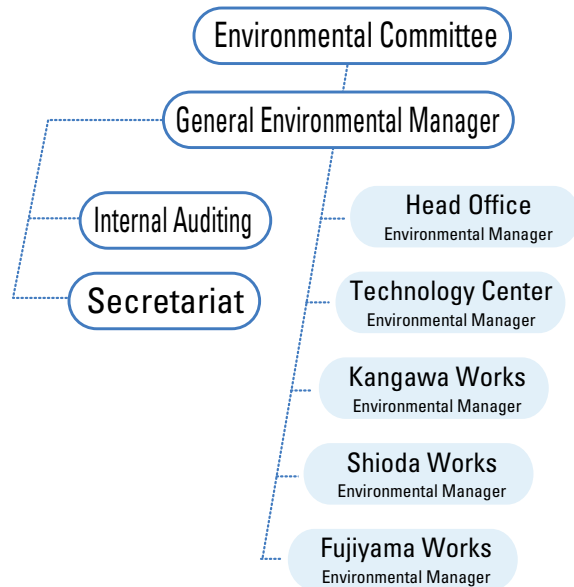 Environmental Committee
General Environmental Manager
Internal Auditing
Secretariat
Head Office
Environmental Manager
Technology Center
Environmental Manager
Kangawa Works
Environmental Manager
Shioda Works
Environmental Manager
Fujiyama Works
Environmental Manager